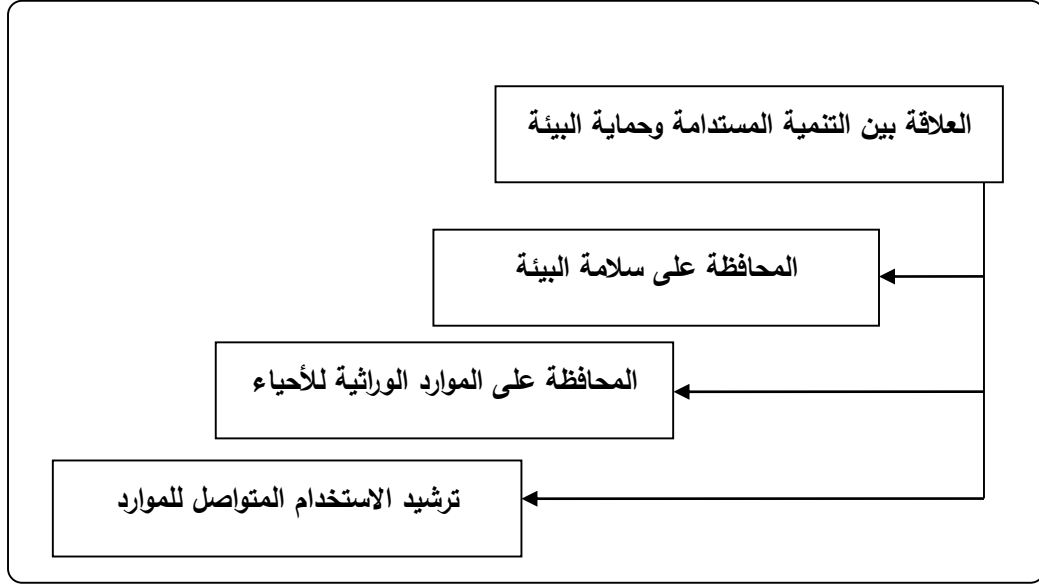 العلاقة بين التنمية المستدامة وحماية البيئة
المحافظة على سلامة البيئة
المحافظة على الموارد الوراثية للأحياء
ترشيد الاستخدام المتواصل للموارد